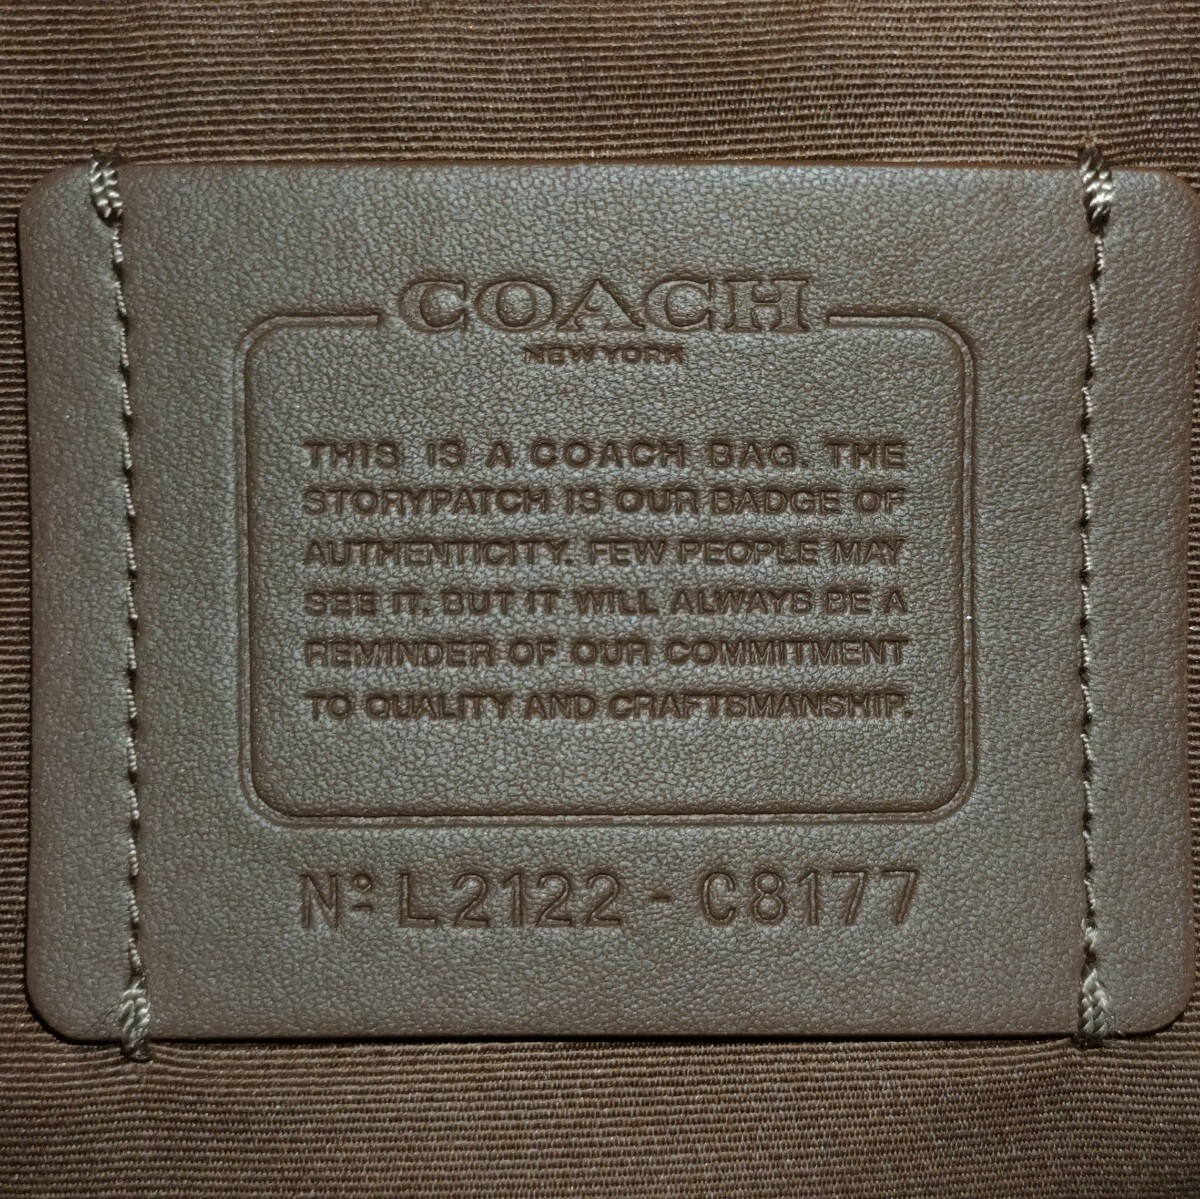 COACH
NEW YORK
THIS IS A COACH BAG. THE
STORYPATCH IS OUR BADGE OF
AUTHENTICITY. FEW PEOPLE MAY
SEE IT, BUT IT WILL ALWAYS BE A
REMINDER OF OUR COMMITMENT
TO QUALITY AND CRAFTSMANSHIP.
Nº L2122 - C8177